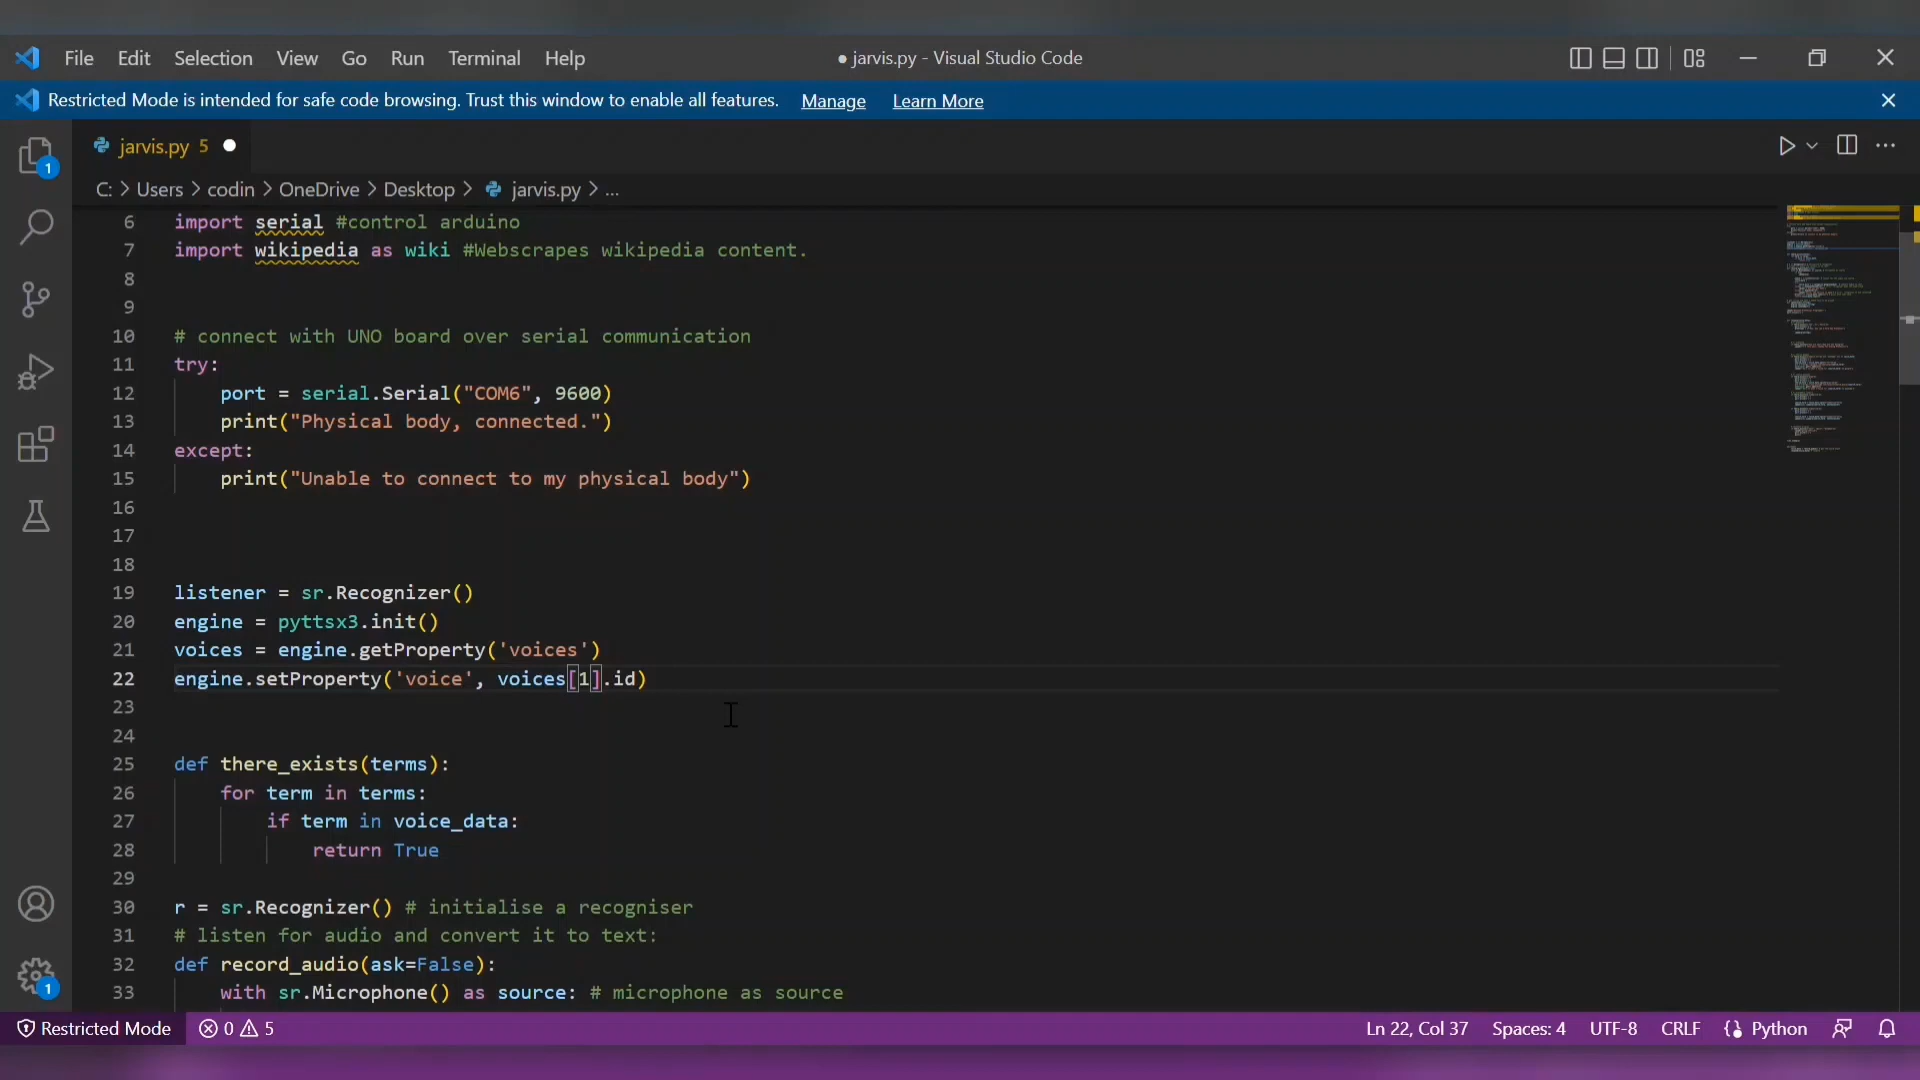 File Edit Selection View Go Run Terminal Help ● jarvis.py - Visual Studio Code
Restricted Mode is intended for safe code browsing. Trust this window to enable all features. Manage Learn More
1
jarvis.py 5
C: > Users > codin > OneDrive > Desktop > jarvis.py > ...
6 import serial #control arduino
7 import wikipedia as wiki #Webscrapes wikipedia content.
8
9
10 # connect with UNO board over serial communication
11 try:
12 port = serial.Serial("COM6", 9600)
13 print("Physical body, connected.")
14 except:
15 print("Unable to connect to my physical body")
16
17
18
19 listener = sr.Recognizer()
20 engine = pyttsx3.init()
21 voices = engine.getProperty('voices')
22 engine.setProperty('voice', voices[1].id)
23
24
25 def there_exists(terms):
26 for term in terms:
27 if term in voice_data:
28 return True
29
30 r = sr.Recognizer() # initialise a recogniser
31 # listen for audio and convert it to text:
32 def record_audio(ask=False):
33 with sr.Microphone() as source: # microphone as source
1
Restricted Mode 0 5 Ln 22, Col 37 Spaces: 4 UTF-8 CRLF Python